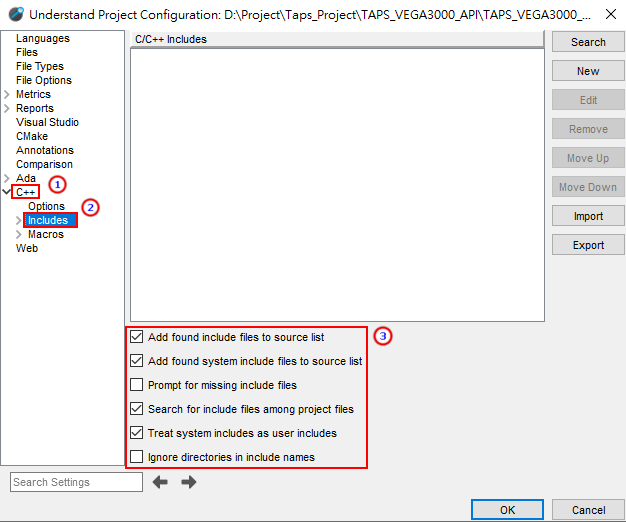 Understand Project Configuration: D:\Project\Taps_Project\TAPS_VEGA3000_API\TAPS_VEGA3000_...
Languages
Files
File Types
File Options
Metrics
Reports
Visual Studio
CMake
Annotations
Comparison
Ada
C++ 1
Options 2
Includes
Macros
Web
C/C++ Includes
Search
New
Edit
Remove
Move Up
Move Down
Import
Export
Add found include files to source list 3
Add found system include files to source list
Prompt for missing include files
Search for include files among project files
Treat system includes as user includes
Ignore directories in include names
Search Settings
OK
Cancel